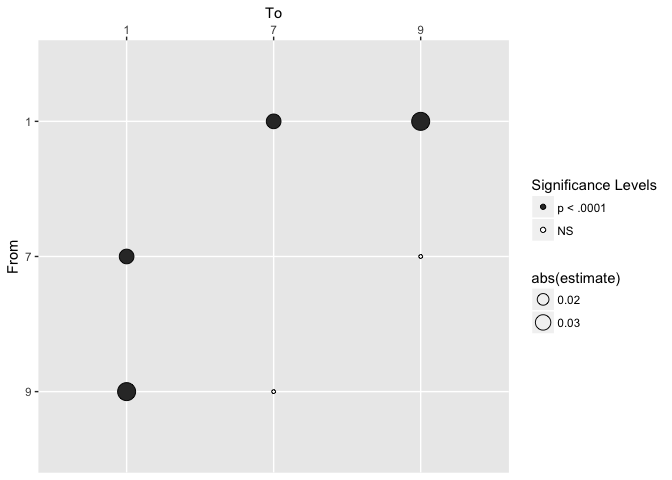 To
1 7 9
From
1
7
9
Significance Levels
p < .0001
NS
abs(estimate)
0.02
0.03